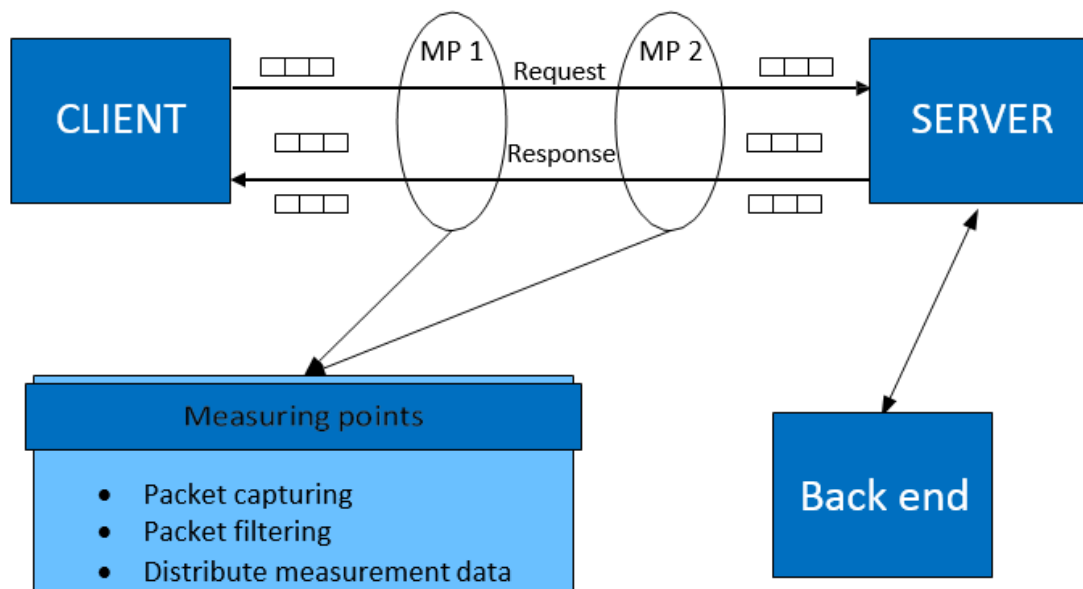 MP 1
MP 2
Request
CLIENT
SERVER
Response
Measuring points
• Packet capturing
• Packet filtering
• Distribute measurement data
Back end